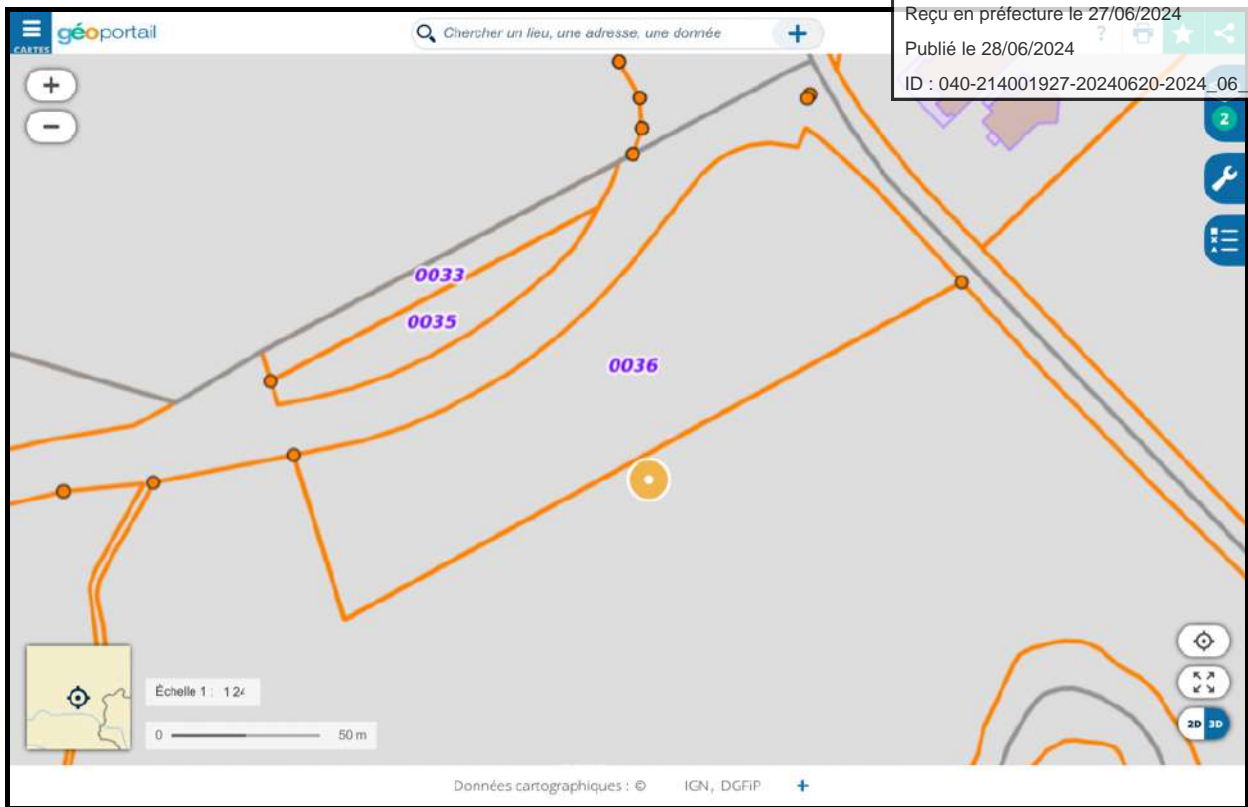 Reçu en préfecture le 27/06/2024
Publié le 28/06/2024
ID : 040-214001927-20240620-2024_06_
CARTES
géoportail
Chercher un lieu, une adresse, une donnée
+
?
+
−
2
0033
0035
0036
Échelle 1 : 124
0 50 m
2D 3D
Données cartographiques : © IGN, DGFiP +